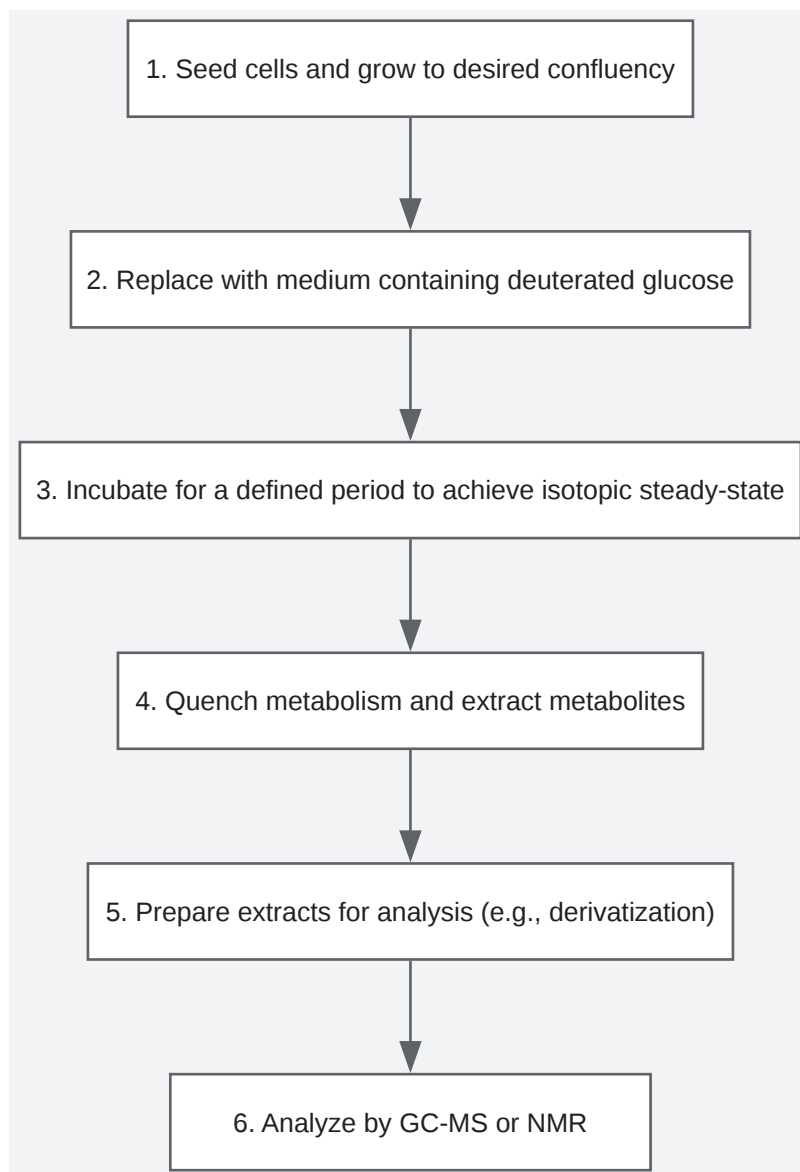 1. Seed cells and grow to desired confluency
2. Replace with medium containing deuterated glucose
3. Incubate for a defined period to achieve isotopic steady-state
4. Quench metabolism and extract metabolites
5. Prepare extracts for analysis (e.g., derivatization)
6. Analyze by GC-MS or NMR